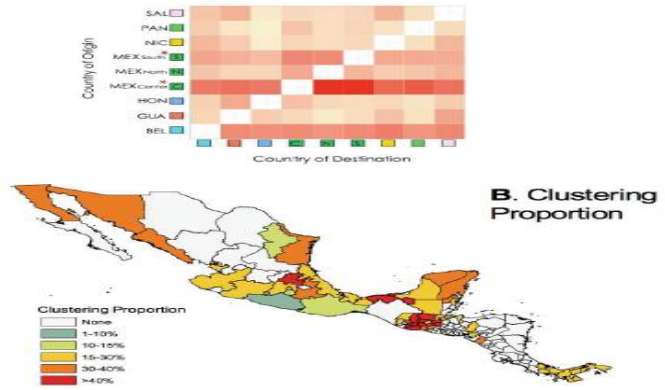 SAL
PAN
NIC
MEX South * S
MEX North N
MEX Center * C
HON
GUA
BEL
Country of Origin
C N S
Country of Destination
B. Clustering
Proportion
Clustering Proportion
None
1-10%
10-15%
15-30%
30-40%
>40%